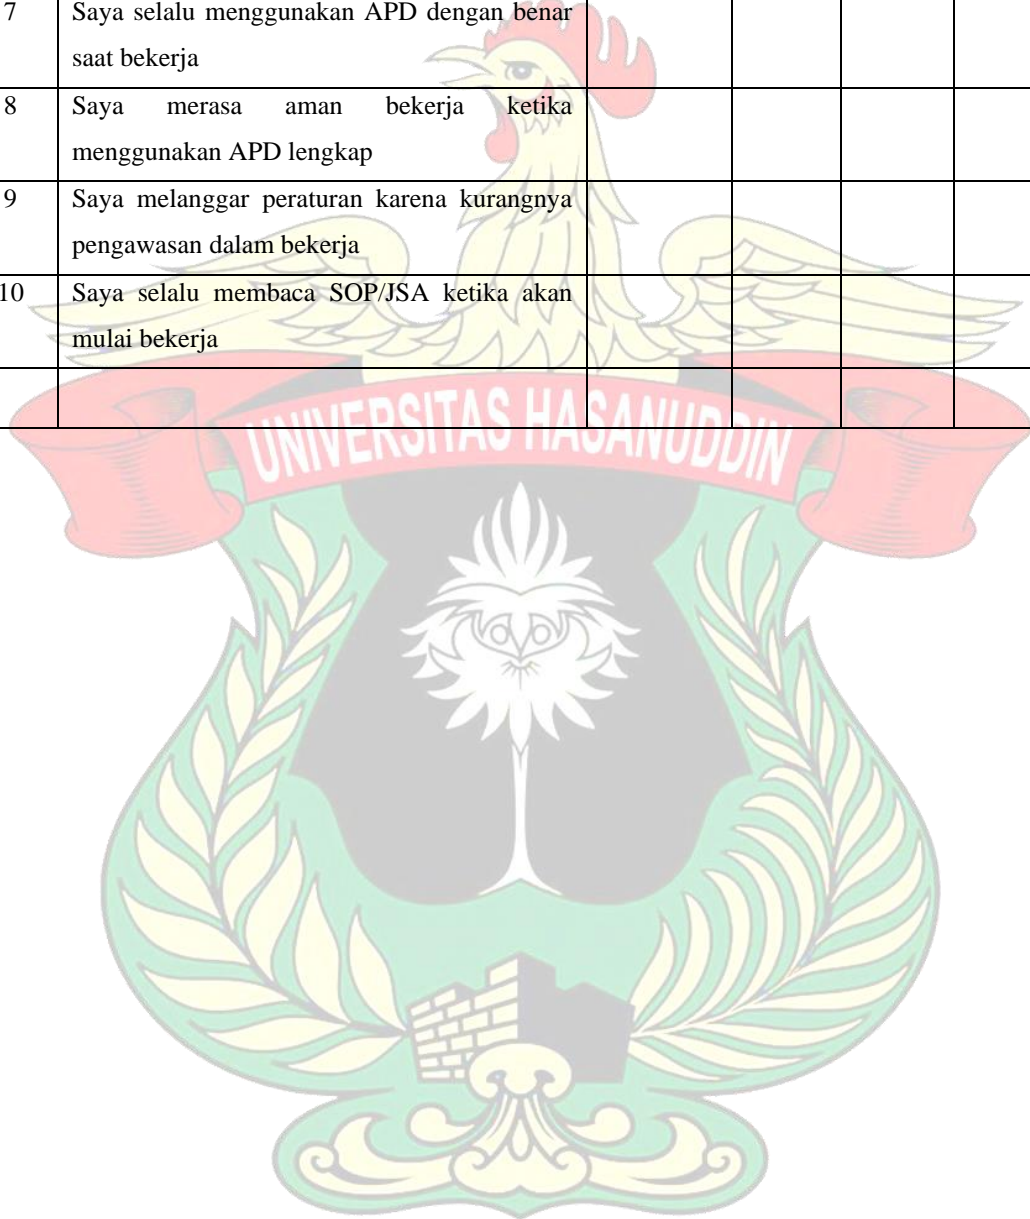 7 Saya selalu menggunakan APD dengan benar
saat bekerja
8 Saya merasa aman bekerja ketika
menggunakan APD lengkap
9 Saya melanggar peraturan karena kurangnya
pengawasan dalam bekerja
10 Saya selalu membaca SOP/JSA ketika akan
mulai bekerja
UNIVERSITAS HASANUDDIN